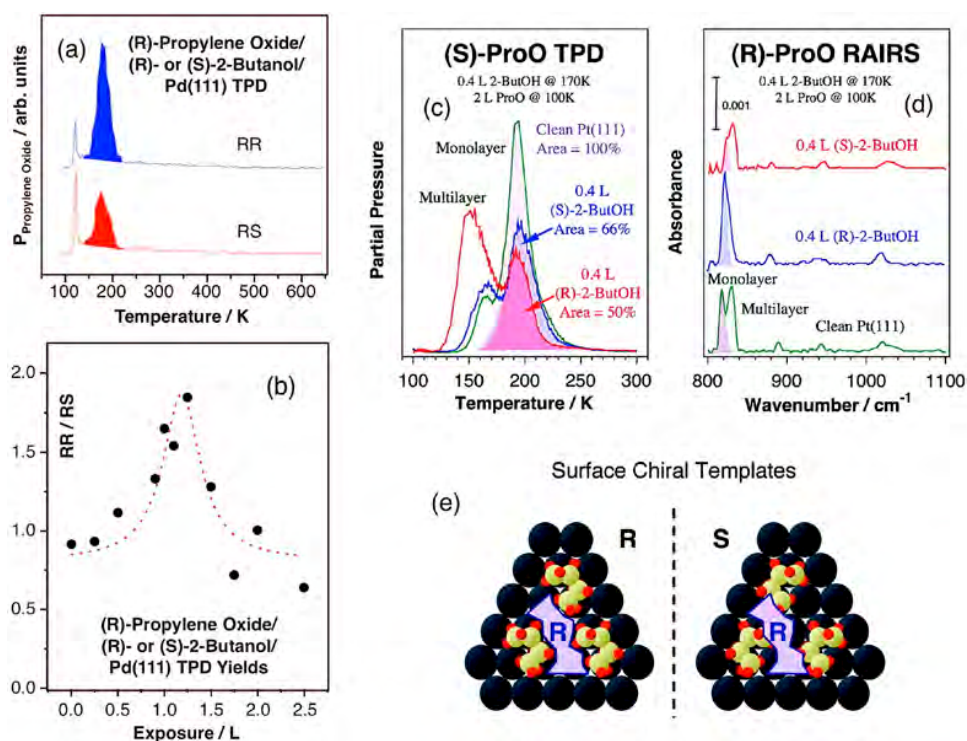 (a)
(R)-Propylene Oxide/
(R)- or (S)-2-Butanol/
Pd(111) TPD
P Propylene Oxide / arb. units
RR
RS
100 200 300 400 500 600
Temperature / K
(b)
RR / RS
2.0
1.5
1.0
0.5
0.0
(R)-Propylene Oxide/
(R)- or (S)-2-Butanol/
Pd(111) TPD Yields
0.0 0.5 1.0 1.5 2.0 2.5
Exposure / L
(S)-ProO TPD
0.4 L 2-ButOH @ 170K
2 L ProO @ 100K
(c)
Partial Pressure
Clean Pt(111)
Area = 100%
Monolayer
Multilayer
0.4 L
(S)-2-ButOH
Area = 66%
0.4 L
(R)-2-ButOH
Area = 50%
100 200 300
Temperature / K
(R)-ProO RAIRS
0.4 L 2-ButOH @ 170K
2 L ProO @ 100K
(d)
0.001
Absorbance
0.4 L (S)-2-ButOH
0.4 L (R)-2-ButOH
Monolayer
Multilayer
Clean Pt(111)
800 900 1000 1100
Wavenumber / cm⁻¹
Surface Chiral Templates
(e)
R S
R R